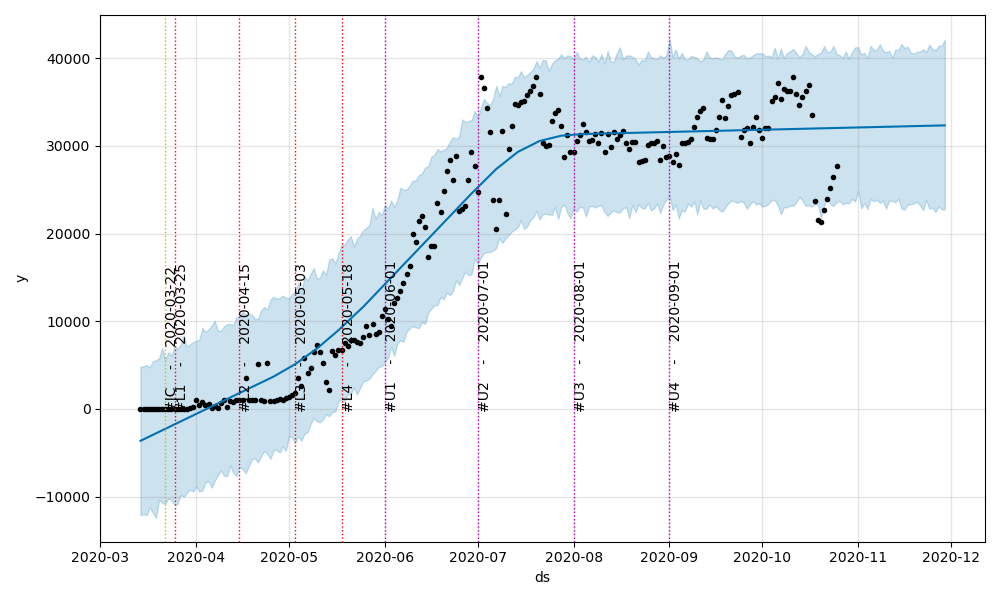 40000
30000
20000
10000
0
−10000
y
#JC - 2020-03-22
#L1 - 2020-03-25
#L2 - 2020-04-15
#L3 - 2020-05-03
#L4 - 2020-05-18
#U1 - 2020-06-01
#U2 - 2020-07-01
#U3 - 2020-08-01
#U4 - 2020-09-01
2020-03 2020-04 2020-05 2020-06 2020-07 2020-08 2020-09 2020-10 2020-11 2020-12
ds